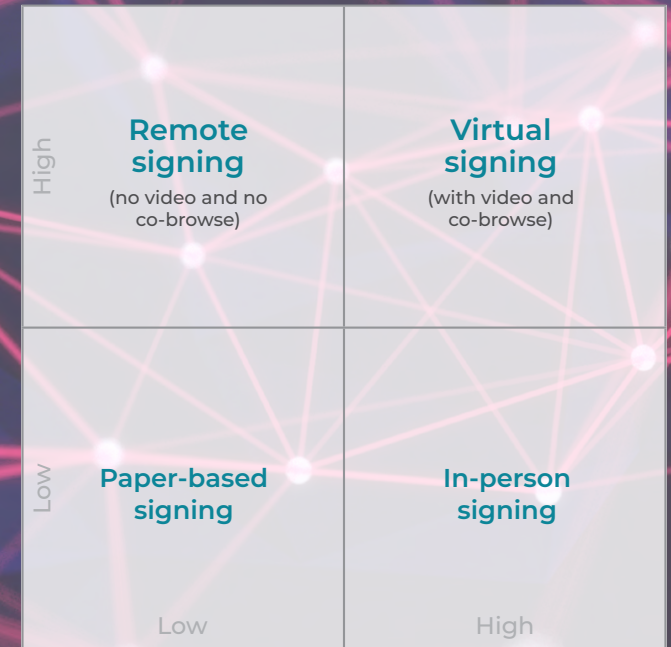 High
Remote
signing
(no video and no
co-browse)
Virtual
signing
(with video and
co-browse)
Low
Paper-based
signing
In-person
signing
Low
High